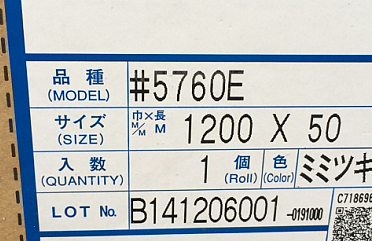 品種 (MODEL) #5760E
サイズ (SIZE) 巾×長 M/M M 1200 X 50
入数 (QUANTITY) 1 個 (Roll) 色 (Color) ミミツキ
LOT No. B141206001 -0191000 C718696